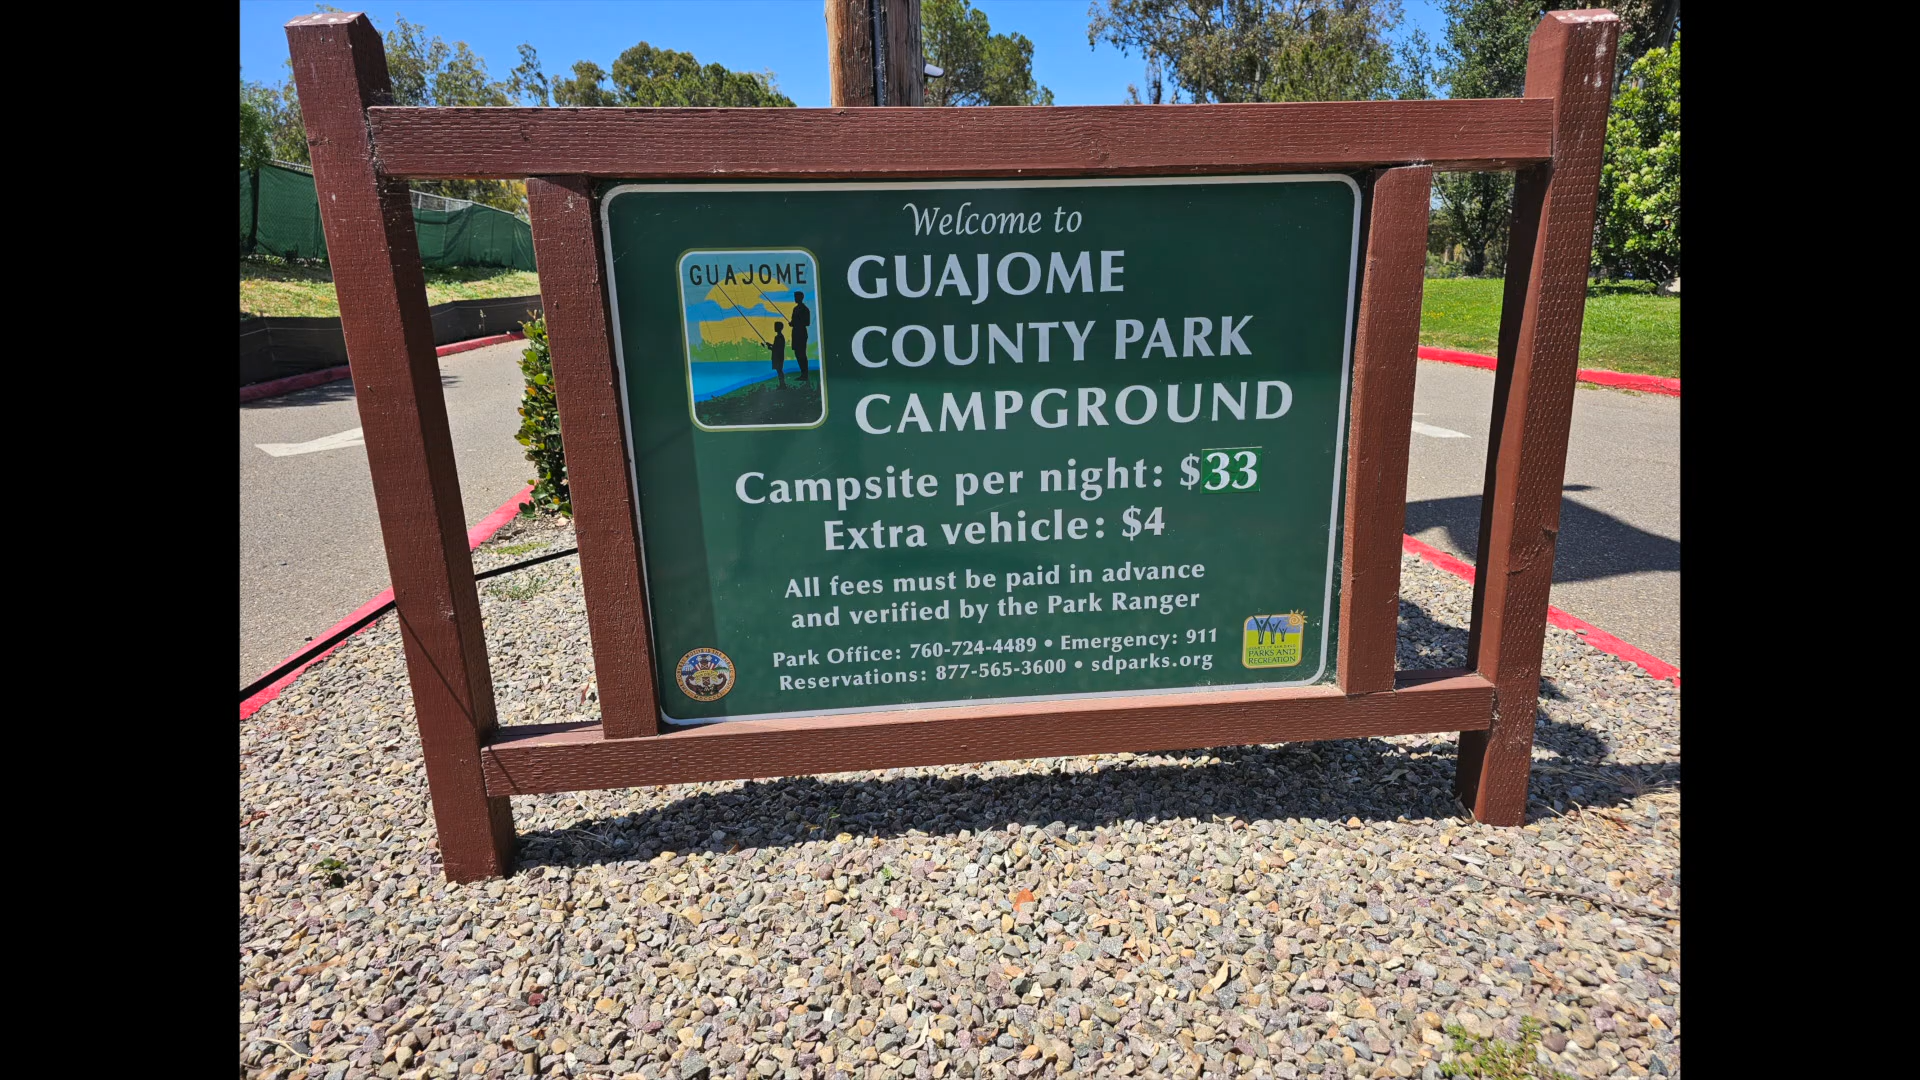 Welcome to
GUAJOME
GUAJOME
COUNTY PARK
CAMPGROUND
Campsite per night: $33
Extra vehicle: $4
All fees must be paid in advance
and verified by the Park Ranger
Park Office: 760-724-4489 • Emergency: 911
Reservations: 877-565-3600 • sdparks.org
PARKS AND
RECREATION